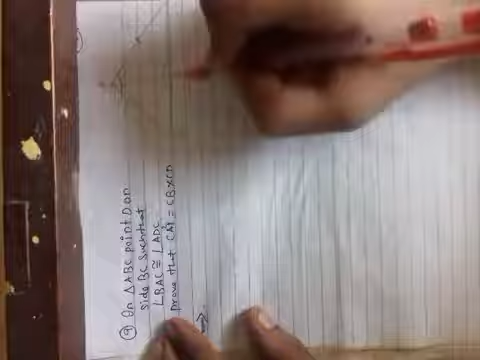 (9) In △ABC point D on
side BC such that
∠BAC ≅ ∠ADC
prove that CA² = CB×CD
⇒